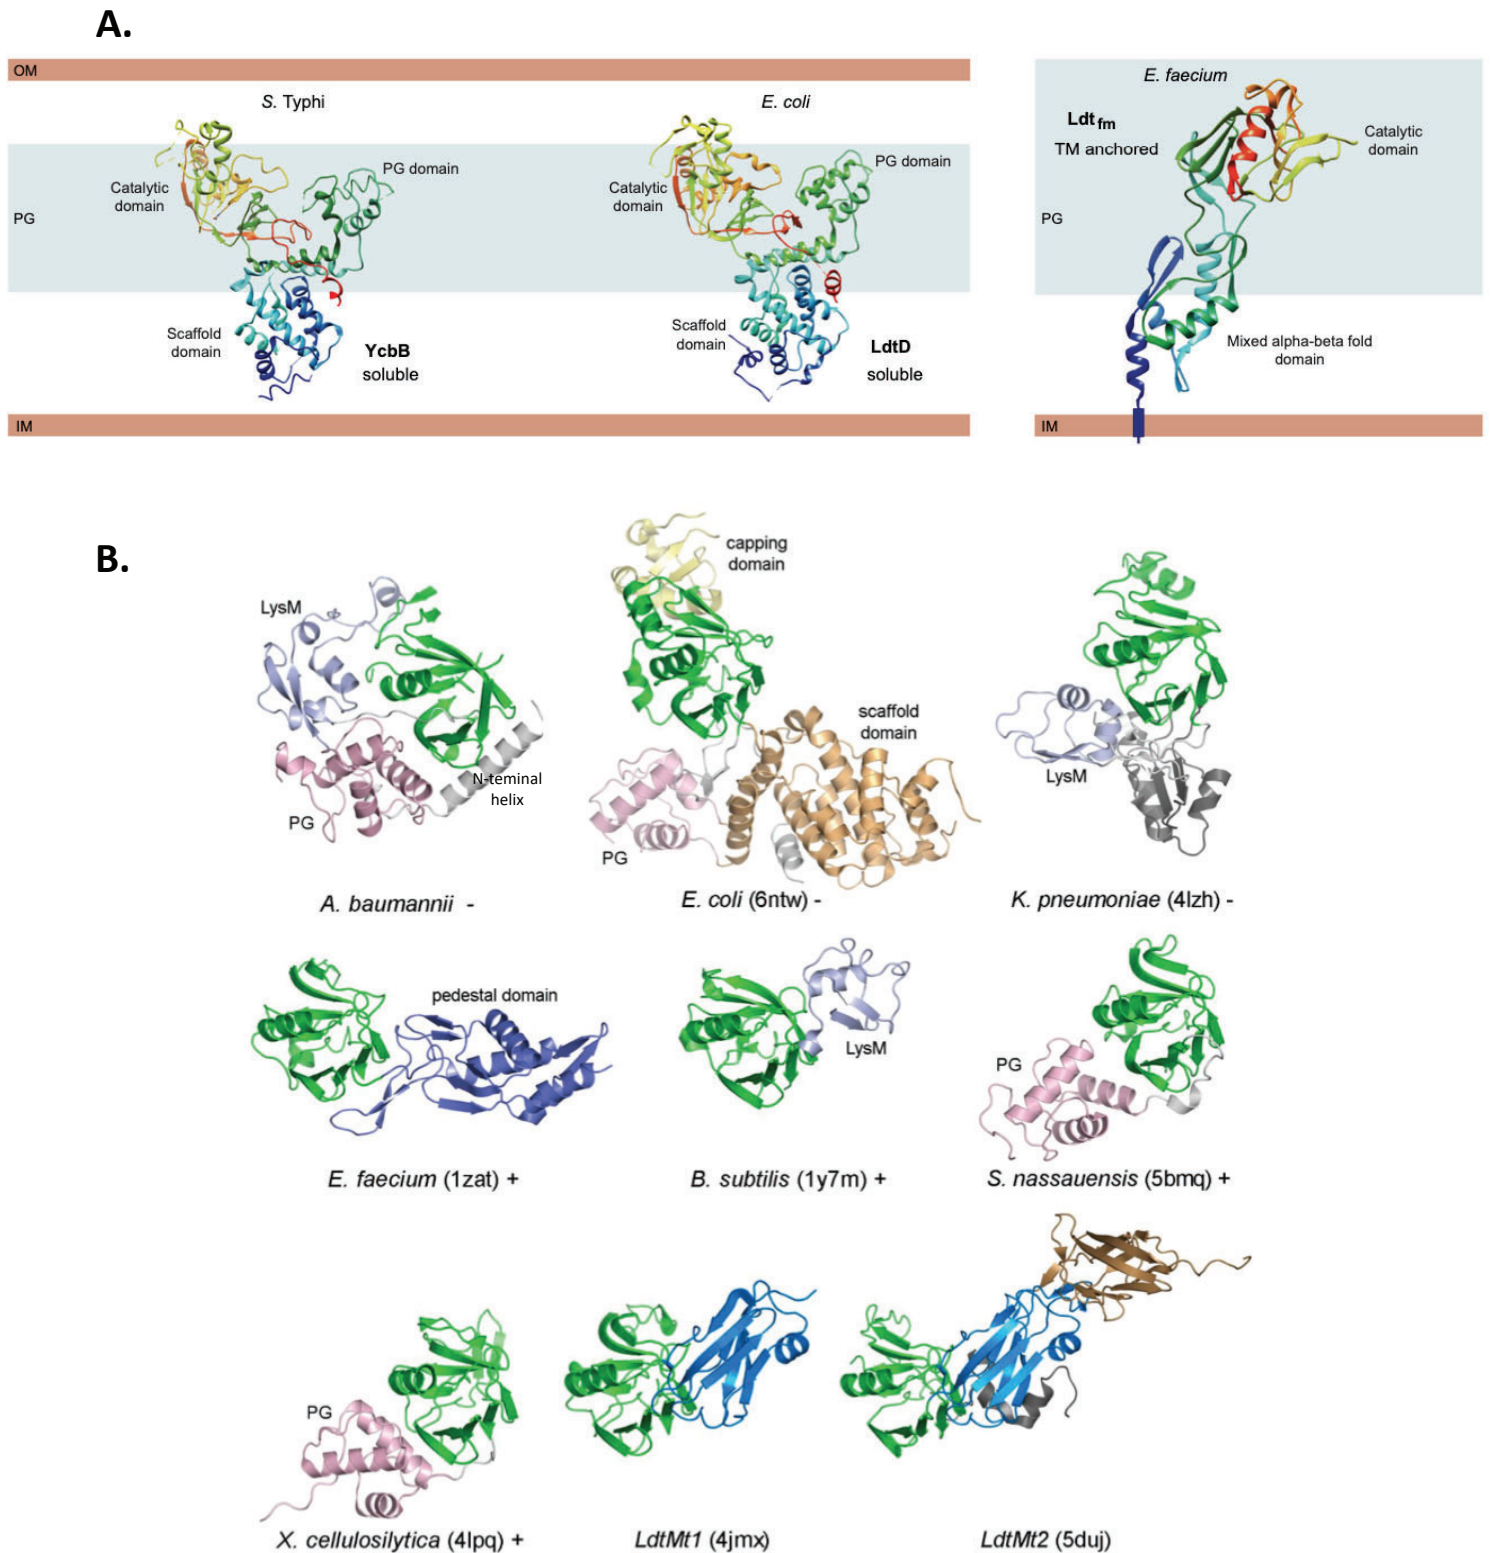 A.
OM
S. Typhi
E. coli
E. faecium
Ldt fm
TM anchored
Catalytic
domain
PG domain
PG domain
Catalytic
domain
Catalytic
domain
PG
PG
Scaffold
domain
YcbB
soluble
Scaffold
domain
LdtD
soluble
Mixed alpha-beta fold
domain
IM
IM
B.
capping
domain
LysM
scaffold
domain
LysM
N-teminal
helix
PG
PG
A. baumannii -
E. coli (6ntw) -
K. pneumoniae (4lzh) -
pedestal domain
LysM
PG
E. faecium (1zat) +
B. subtilis (1y7m) +
S. nassauensis (5bmq) +
PG
X. cellulosilytica (4lpq) +
LdtMt1 (4jmx)
LdtMt2 (5duj)